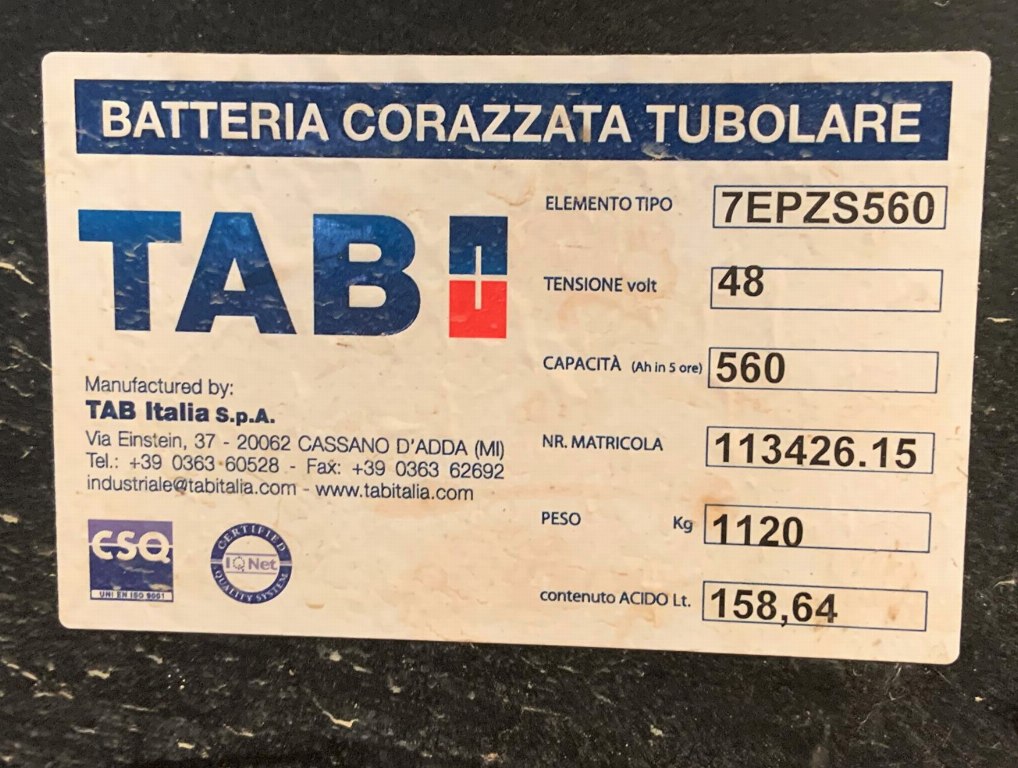 BATTERIA CORAZZATA TUBOLARE
TAB
Manufactured by:
TAB Italia S.p.A.
Via Einstein, 37 - 20062 CASSANO D'ADDA (MI)
Tel.: +39 0363 60528 - Fax: +39 0363 62692
industriale@tabitalia.com - www.tabitalia.com
CSQ
UNI EN ISO 9001
CERTIFIED
IQNet
QUALITY SYSTEM
ELEMENTO TIPO 7EPZS560
TENSIONE volt 48
CAPACITÀ (Ah in 5 ore) 560
NR. MATRICOLA 113426.15
PESO Kg 1120
contenuto ACIDO Lt. 158,64